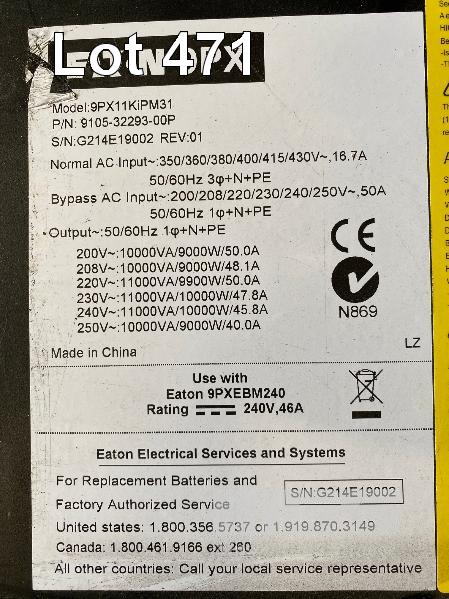 Lot 471
EATON 9PX
Model:9PX11KiPM31
P/N: 9105-32293-00P
S/N:G214E19002 REV:01
Normal AC Input~:350/360/380/400/415/430V~,16.7A
50/60Hz 3φ+N+PE
Bypass AC Input~:200/208/220/230/240/250V~,50A
50/60Hz 1φ+N+PE
Output~:50/60Hz 1φ+N+PE
200V~:10000VA/9000W/50.0A
208V~:10000VA/9000W/48.1A
220V~:11000VA/9900W/50.0A
230V~:11000VA/10000W/47.8A
240V~:11000VA/10000W/45.8A
250V~:10000VA/9000W/40.0A
CE
N869
LZ
Made in China
Use with
Eaton 9PXEBM240
Rating 240V,46A
Eaton Electrical Services and Systems
For Replacement Batteries and
Factory Authorized Service
S/N:G214E19002
United states: 1.800.356.5737 or 1.919.870.3149
Canada: 1.800.461.9166 ext 260
All other countries: Call your local service representative